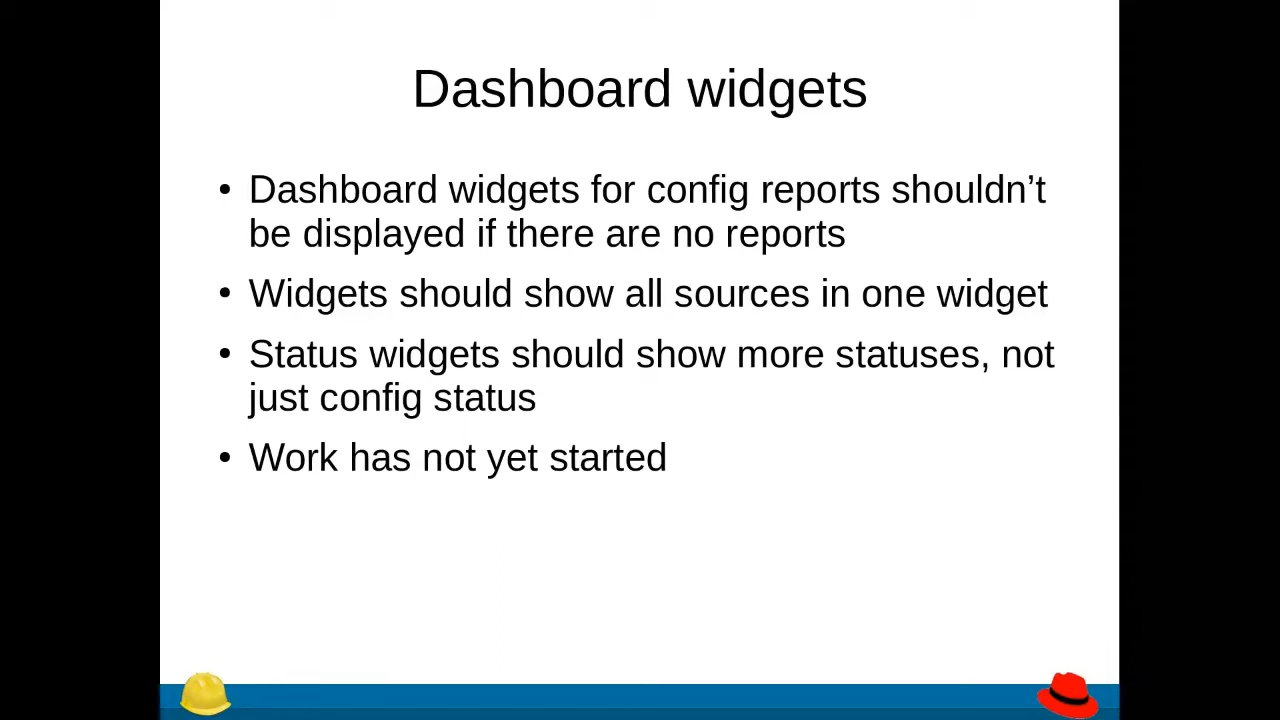 Dashboard widgets
• Dashboard widgets for config reports shouldn’t
be displayed if there are no reports
• Widgets should show all sources in one widget
• Status widgets should show more statuses, not
just config status
• Work has not yet started